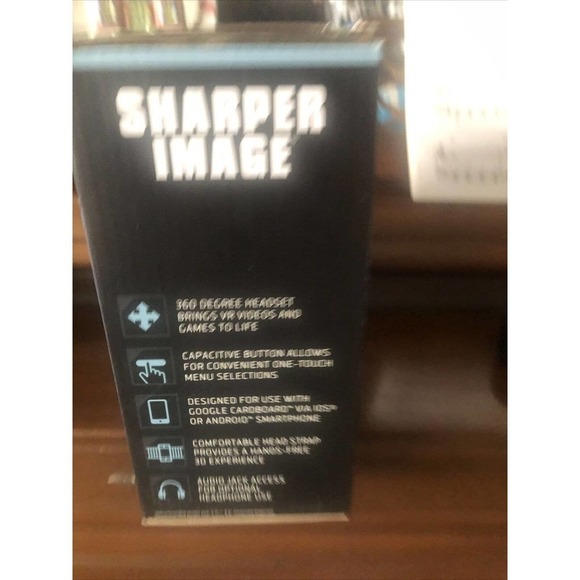 SHARPER
IMAGE
360 DEGREE HEADSET
BRINGS VR VIDEOS AND
GAMES TO LIFE
CAPACITIVE BUTTON ALLOWS
FOR CONVENIENT ONE-TOUCH
MENU SELECTIONS
DESIGNED FOR USE WITH
GOOGLE CARDBOARD™ VIA IOS®
OR ANDROID™ SMARTPHONE
COMFORTABLE HEAD STRAP
PROVIDES A HANDS-FREE
3D EXPERIENCE
AUDIO JACK ACCESS
FOR OPTIONAL
HEADPHONE USE